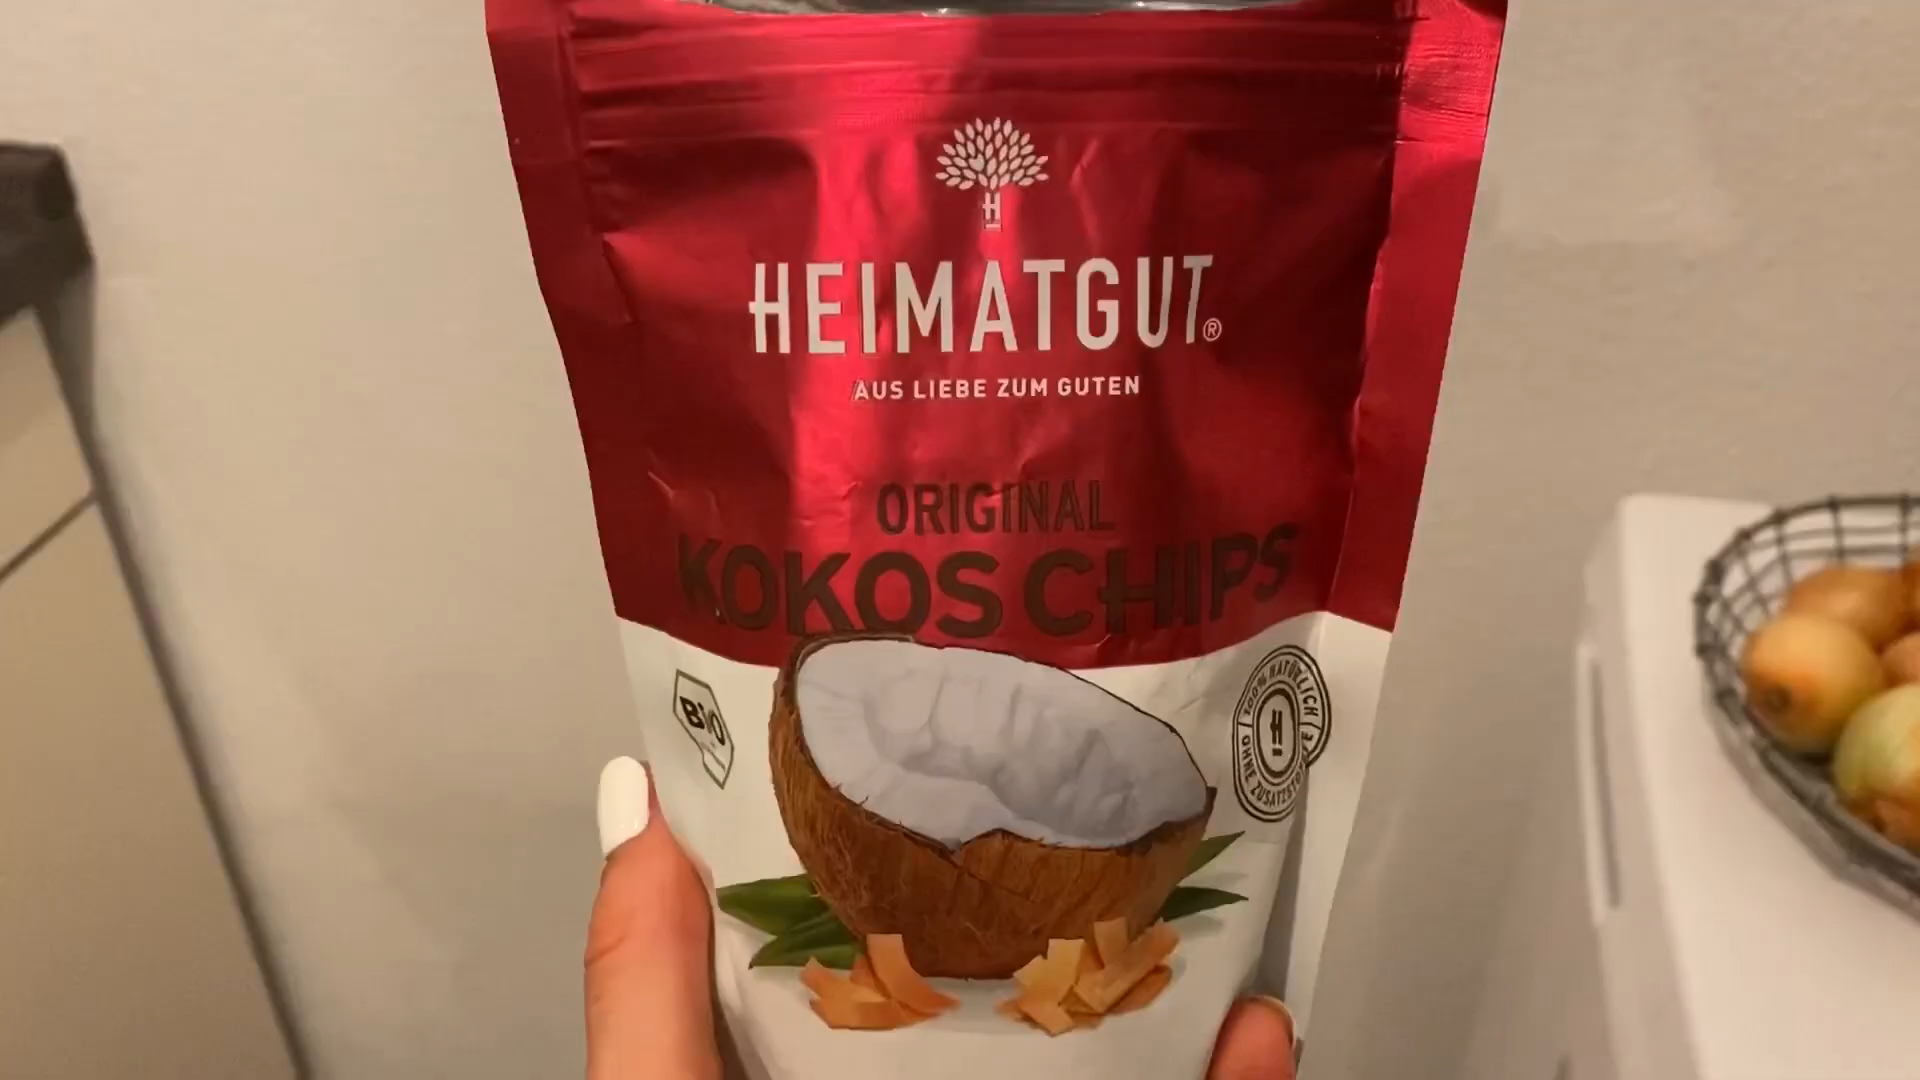 H
HEIMATGUT®
AUS LIEBE ZUM GUTEN
ORIGINAL
KOKOS CHIPS
BiO
100% NATÜRLICH
H
OHNE ZUSATZSTOFFE